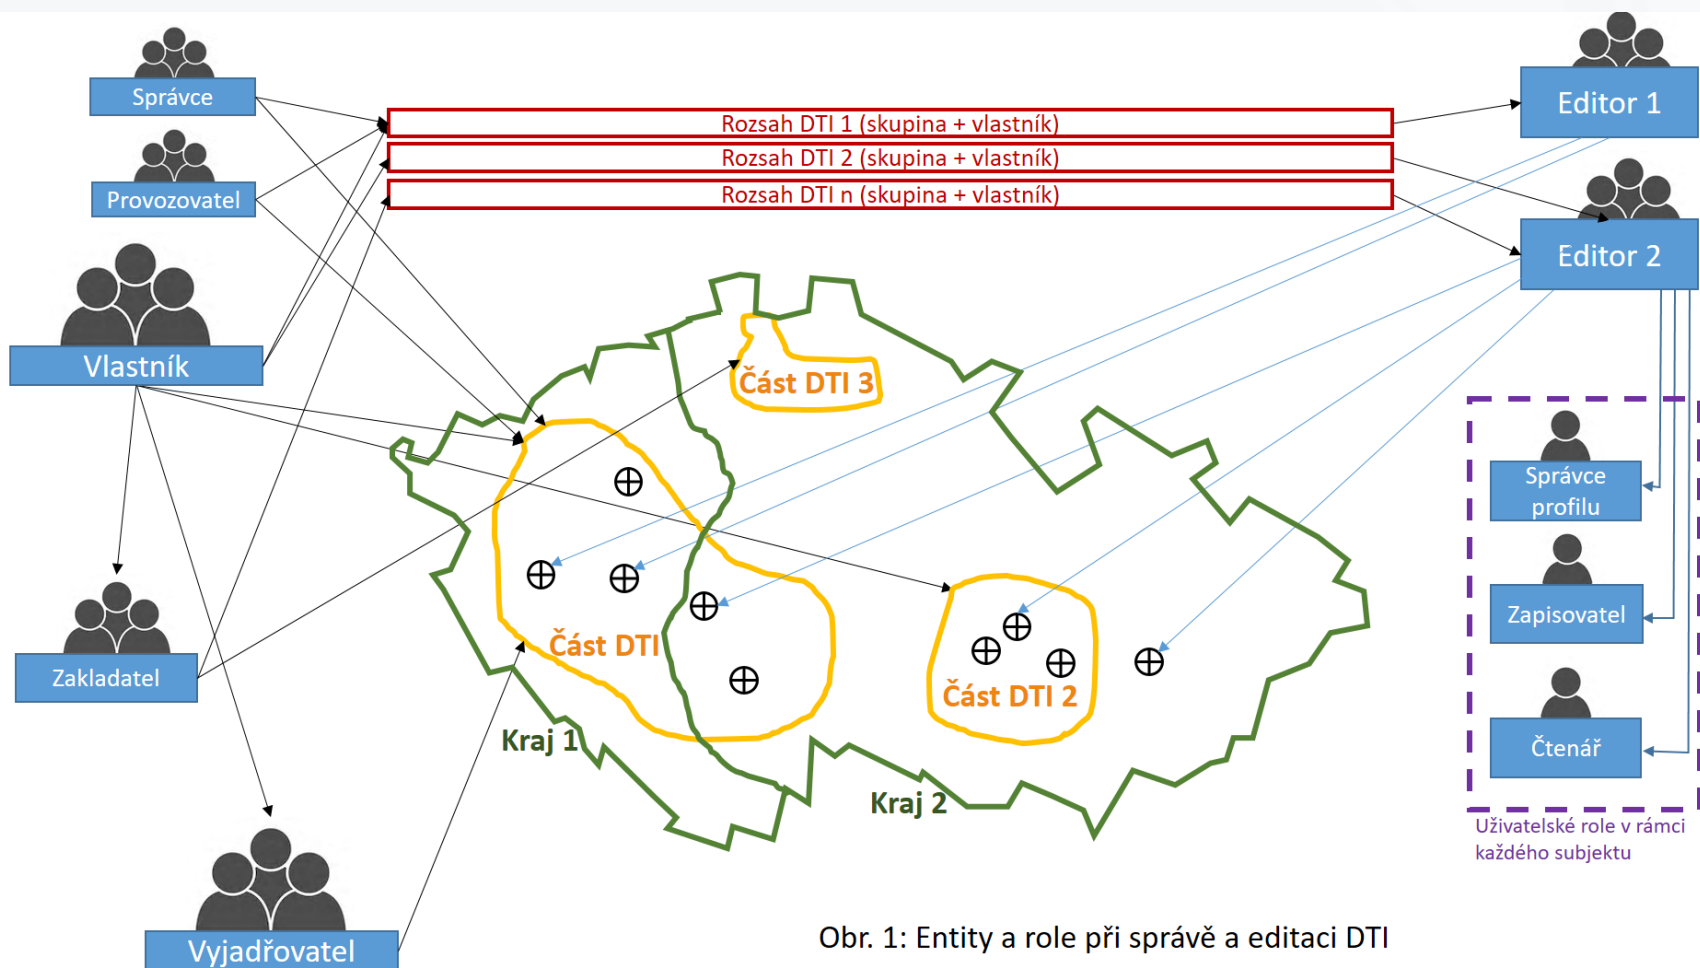 Správce
Editor 1
Rozsah DTI 1 (skupina + vlastník)
Rozsah DTI 2 (skupina + vlastník)
Provozovatel
Rozsah DTI n (skupina + vlastník)
Editor 2
Vlastník
Část DTI 3
Správce
profilu
Zapisovatel
Část DTI
Zakladatel
Část DTI 2
Kraj 1
Čtenář
Kraj 2
Uživatelské role v rámci
každého subjektu
Vyjadřovatel
Obr. 1: Entity a role při správě a editaci DTI